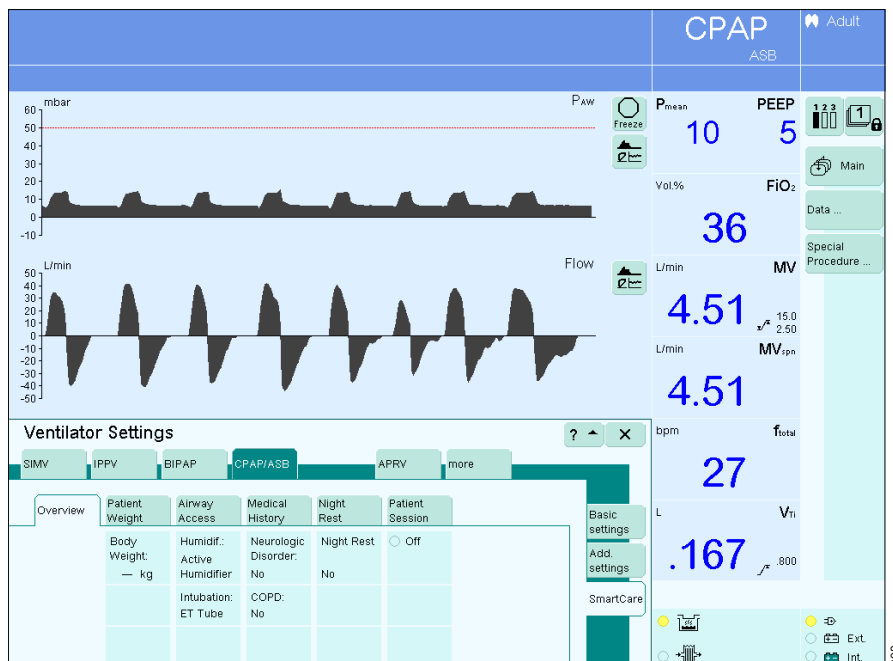 CPAP
ASB
Adult
mbar
Paw
60
50
40
30
20
10
0
-10
Freeze
Pmean
PEEP
10
5
1 2 3
1
Main
Vol.%
FiO2
36
Data ...
Special
Procedure ...
L/min
Flow
50
40
30
20
10
0
-10
-20
-30
-40
-50
L/min
MV
4.51
15.0
2.50
L/min
MVspn
4.51
Ventilator Settings
?
bpm
ftotal
27
SIMV
IPPV
BIPAP
CPAP/ASB
APRV
more
Overview
Patient
Weight
Airway
Access
Medical
History
Night
Rest
Patient
Session
Basic
settings
Add.
settings
SmartCare
L
VTi
.167
.800
Body
Weight:
— kg
Humidif.:
Active
Humidifier
Neurologic
Disorder:
No
Night Rest
No
Off
Intubation:
ET Tube
COPD:
No
Ext.
Int.